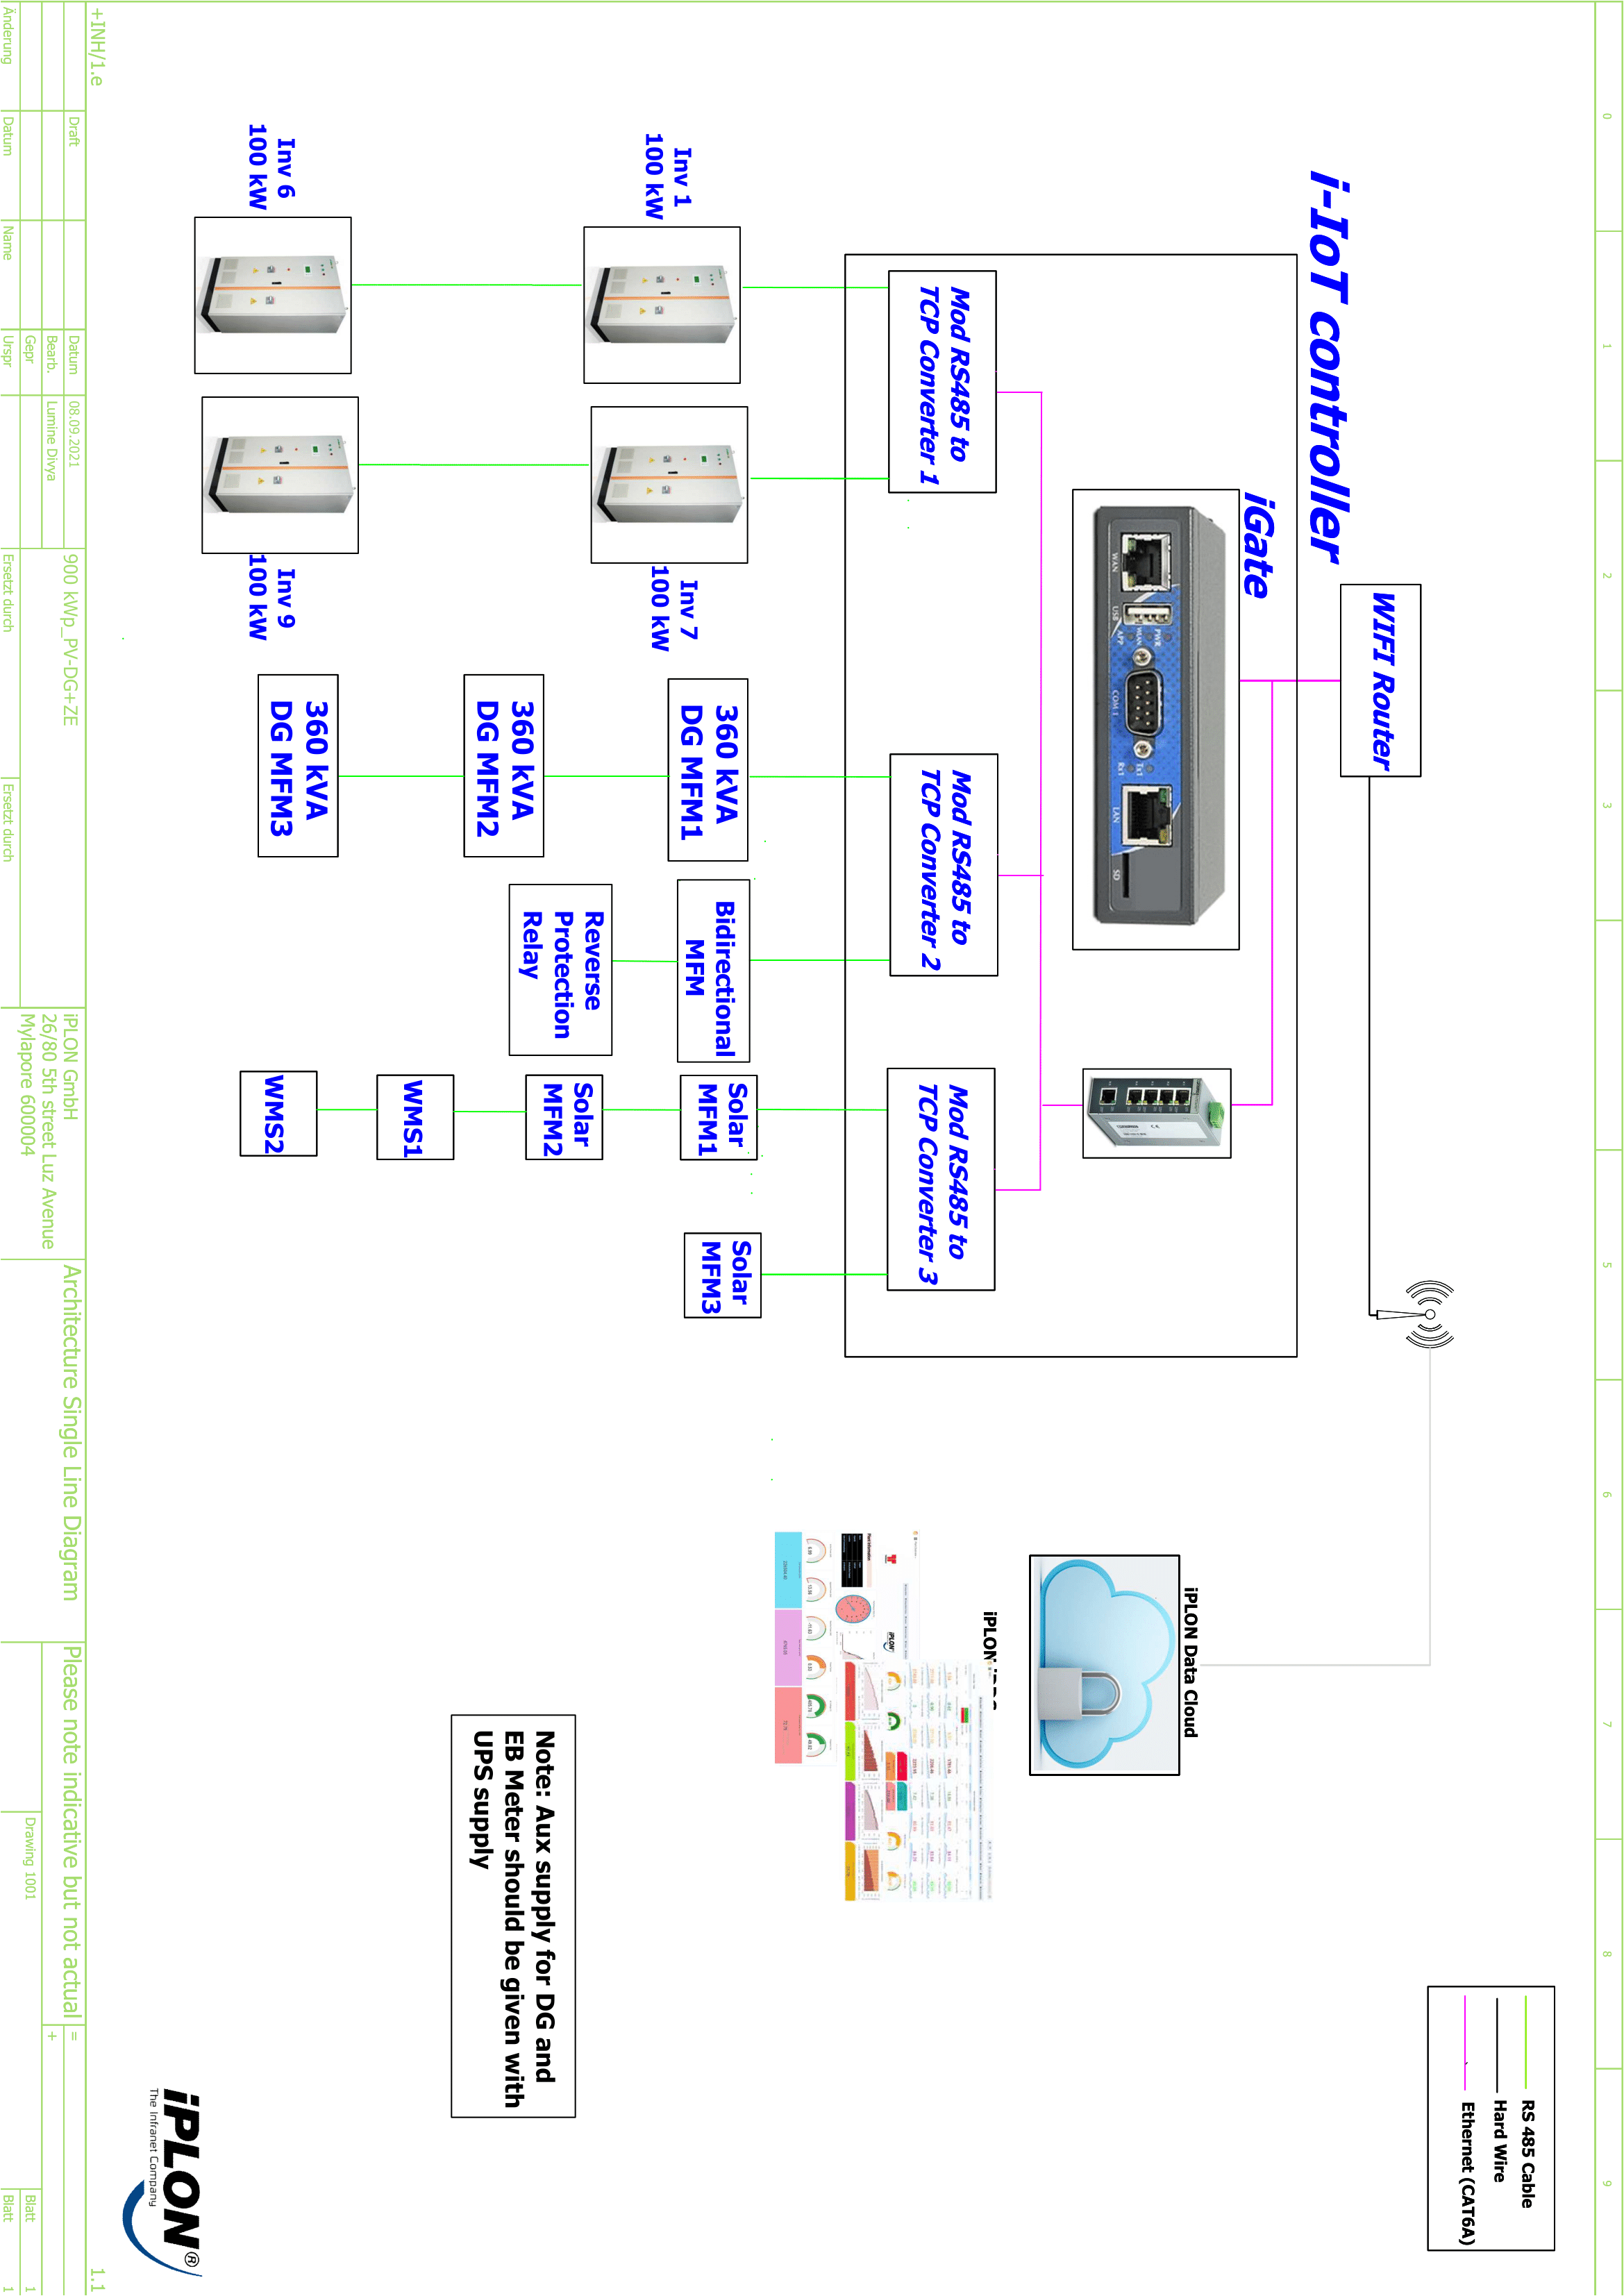 0
1
2
3
5
6
7
8
9
RS 485 Cable
Hard Wire
Ethernet (CAT6A)
WIFI Router
i-IoT controller
iGate
WAN
USB
COM 1
LAN
SD
iPLON Data Cloud
Mod RS485 to
TCP Converter 1
Mod RS485 to
TCP Converter 2
Mod RS485 to
TCP Converter 3
Inv 1
100 kW
Inv 7
100 kW
Inv 6
100 kW
Inv 9
100 kW
360 kVA
DG MFM1
360 kVA
DG MFM2
360 kVA
DG MFM3
Bidirectional
MFM
Reverse
Protection
Relay
Solar
MFM1
Solar
MFM2
WMS1
WMS2
Solar
MFM3
Note: Aux supply for DG and
EB Meter should be given with
UPS supply
iPLON®
The Infranet Company
+INH/1.e
1.1
Draft
Datum
08.09.2021
900 kWp_PV-DG+ZE
iPLON GmbH
Architecture Single Line Diagram
Please note indicative but not actual
=
Bearb.
Lumine Divya
26/80 5th street Luz Avenue
+
Gepr
Mylapore 600004
Drawing 1001
Blatt 1
Änderung
Datum
Name
Urspr
Ersetzt durch
Ersetzt durch
Blatt 1